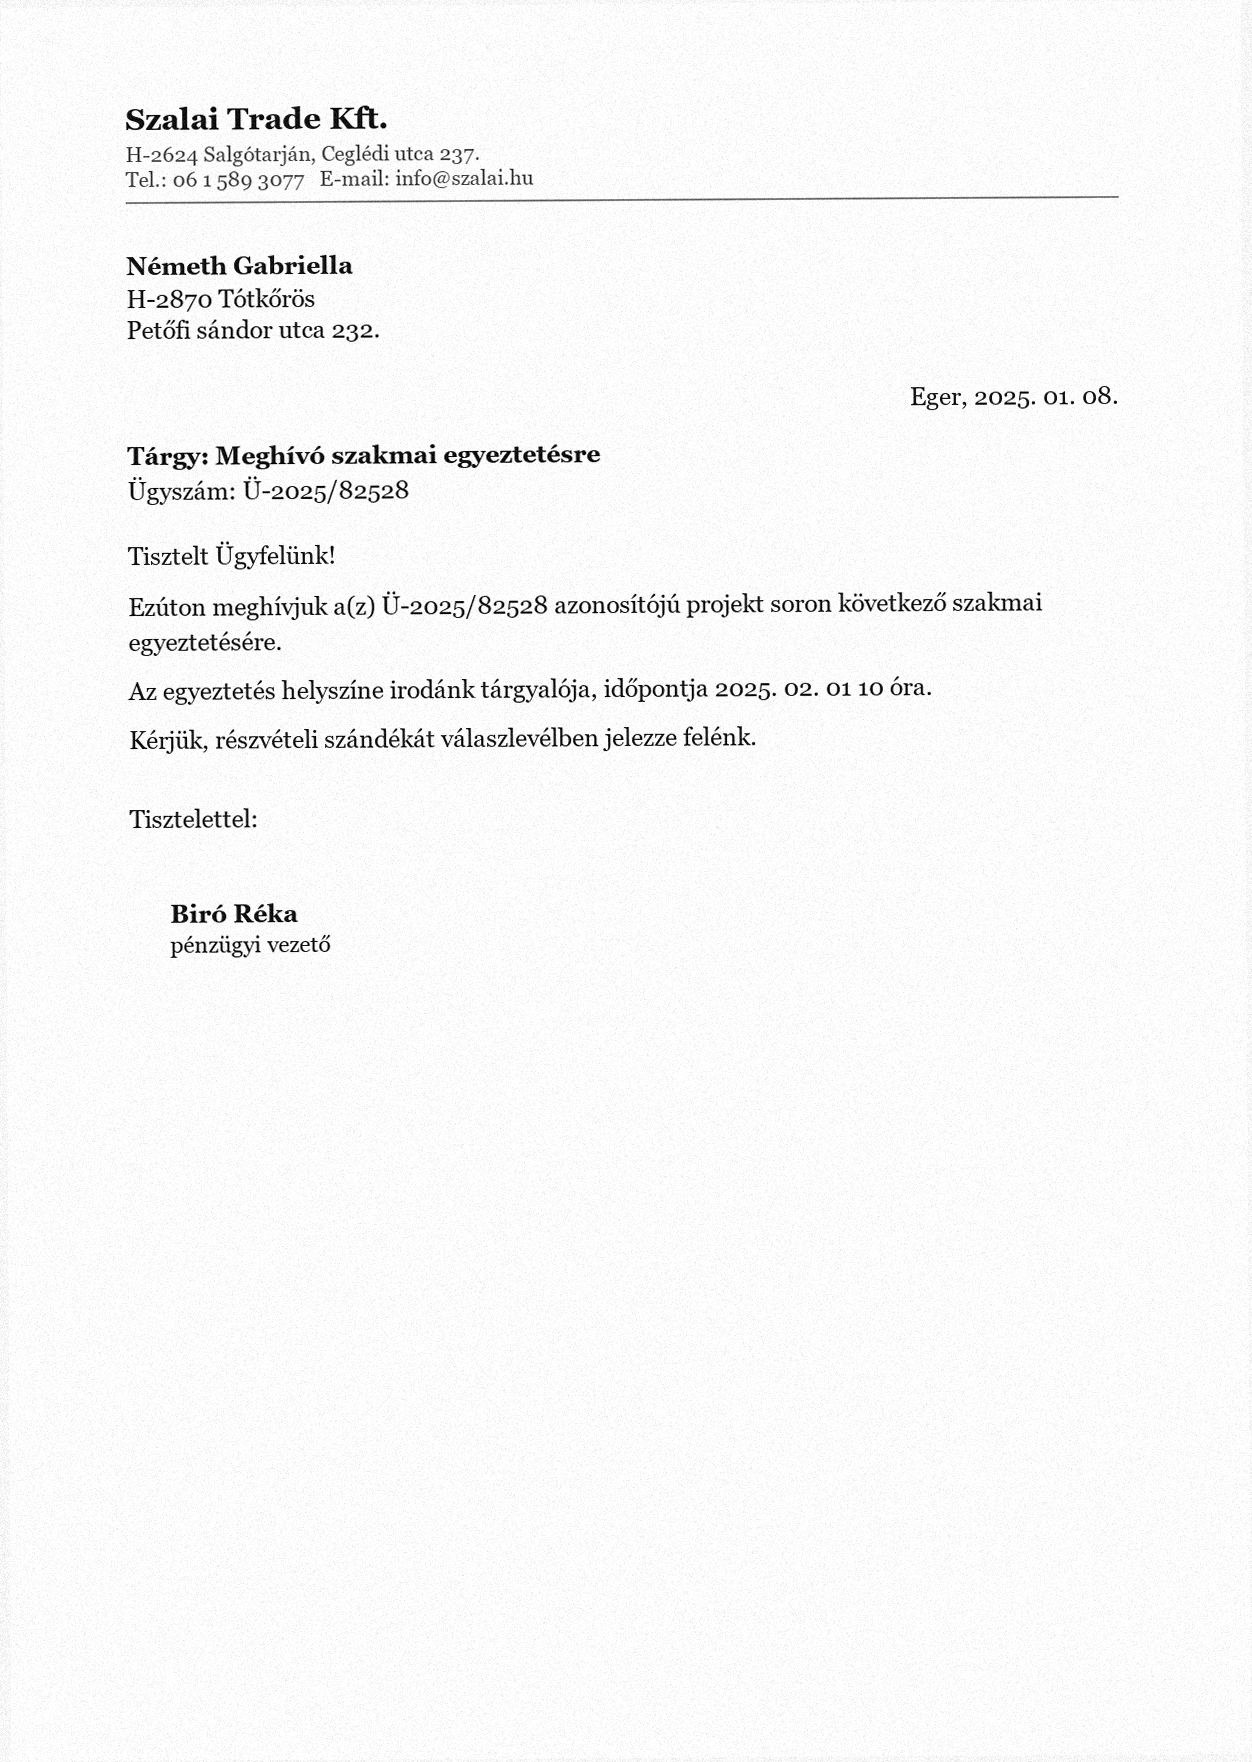 Szalai Trade Kft.
H-2624 Salgótarján, Ceglédi utca 237.
Tel.: 06 1 589 3077 E-mail: info@szalai.hu
Németh Gabriella
H-2870 Tótkőrös
Petőfi sándor utca 232.
Eger, 2025. 01. 08.
Tárgy: Meghívó szakmai egyeztetésre
Ügyszám: Ü-2025/82528
Tisztelt Ügyfelünk!
Ezúton meghívjuk a(z) Ü-2025/82528 azonosítójú projekt soron következő szakmai
egyeztetésére.
Az egyeztetés helyszíne irodánk tárgyalója, időpontja 2025. 02. 01 10 óra.
Kérjük, részvételi szándékát válaszlevélben jelezze felénk.
Tisztelettel:
Biró Réka
pénzügyi vezető